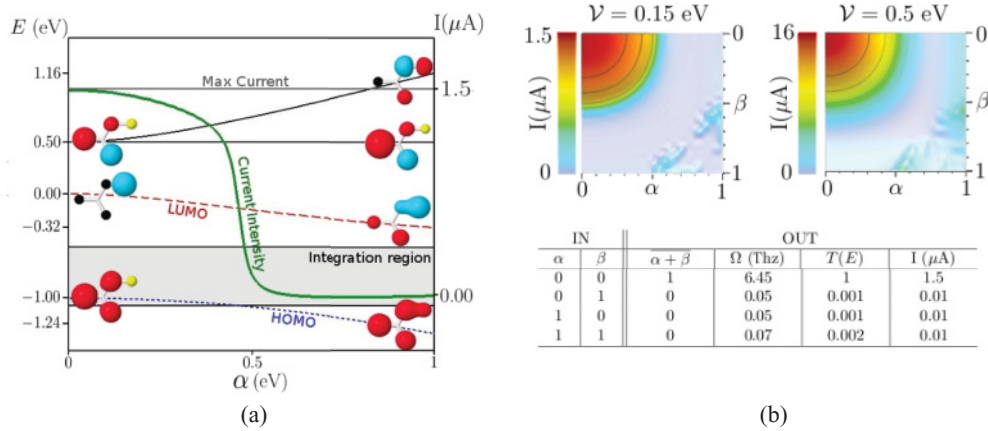 E (eV)
I(μA)
1.16
0.50
0.00
−0.32
−1.00
−1.24
Max Current
1.5
Current Intensity
LUMO
Integration region
0.00
HOMO
0
0.5
1
α (eV)
(a)
𝒱 = 0.15 eV
𝒱 = 0.5 eV
1.5
I(μA)
0
0
β
1
0
α
1
16
I(μA)
0
0
β
1
0
α
1
IN OUT
α β \overline{α + β} Ω (Thz) T(E) I (μA)
0 0 1 6.45 1 1.5
0 1 0 0.05 0.001 0.01
1 0 0 0.05 0.001 0.01
1 1 0 0.07 0.002 0.01
(b)